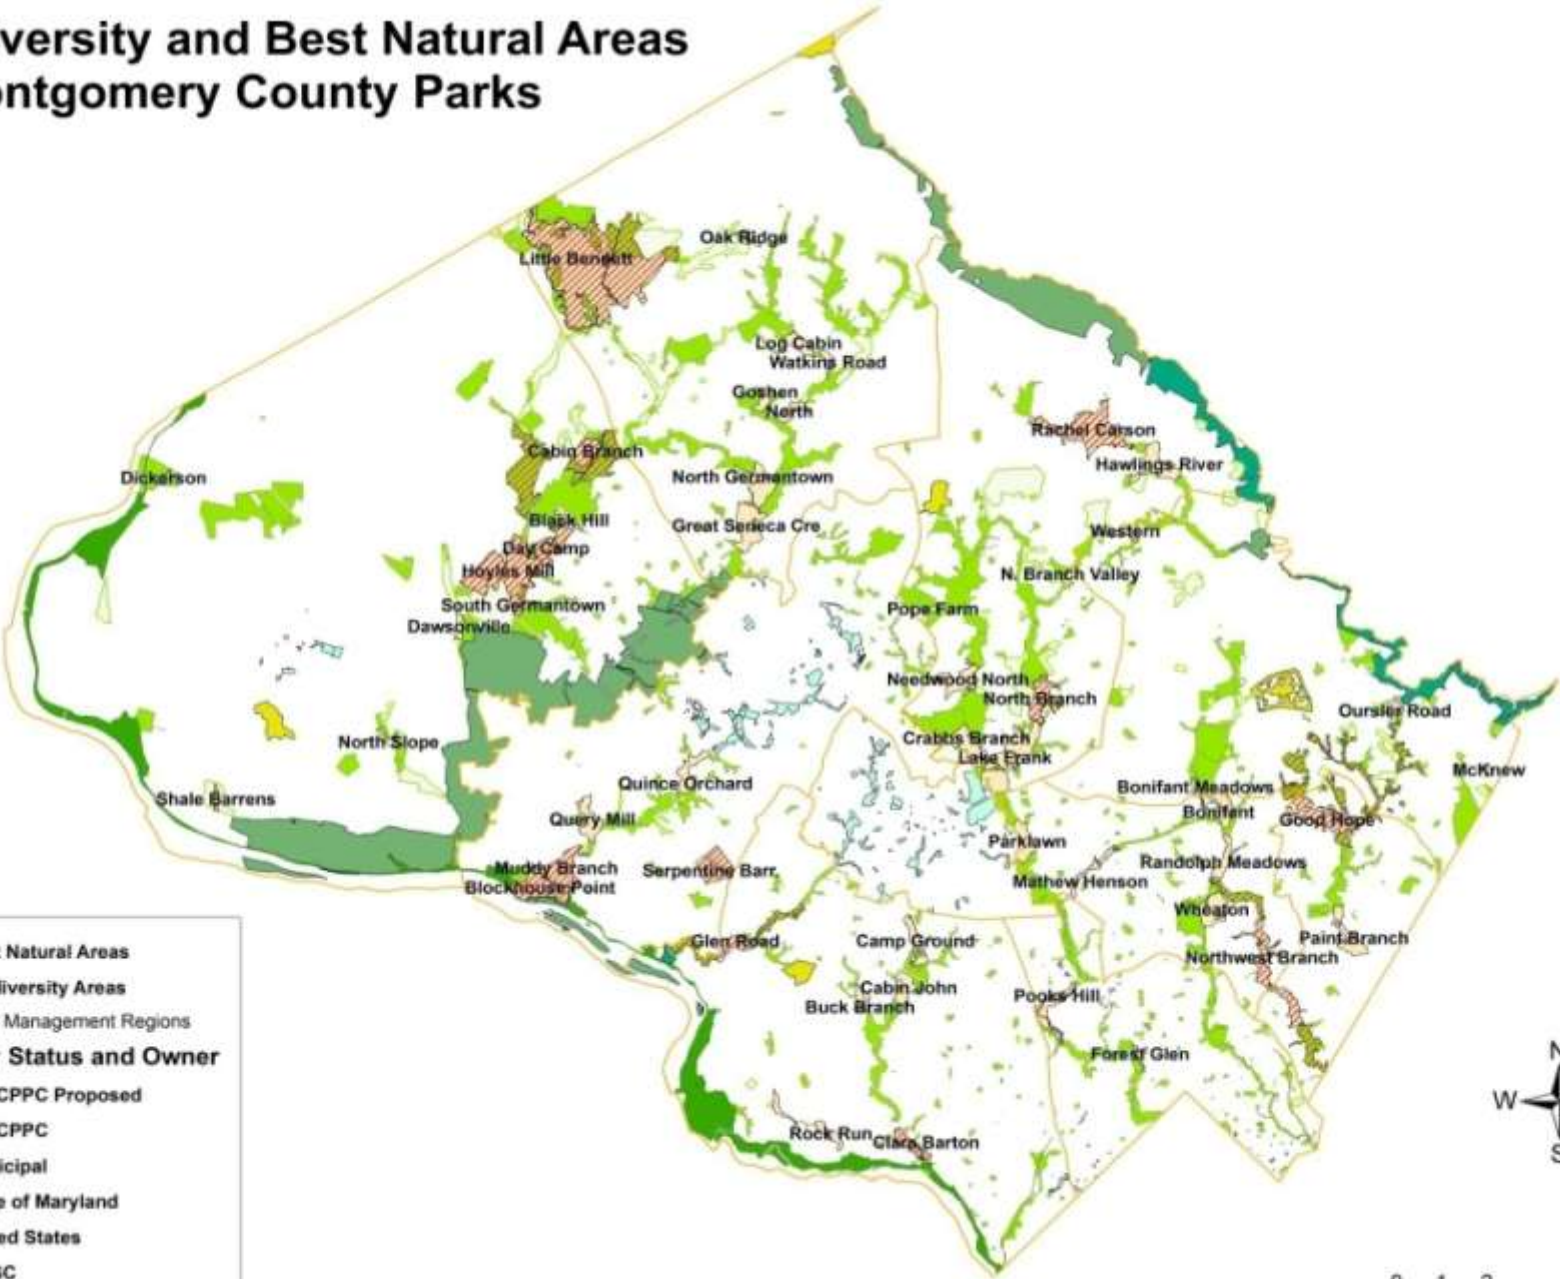 versity and Best Natural Areas
ontgomery County Parks
Oak Ridge
Little Bennett
Log Cabin
Watkins Road
Goshen
North
Rachel Carson
Cabin Branch
Hawlings River
Dickerson
North Germantown
Black Hill
Great Seneca Cre
Western
Day Camp
Hoyles Mill
N. Branch Valley
South Germantown
Pope Farm
Dawsonville
Needwood North
North Branch
Oursler Road
North Slope
Crabbs Branch
Lake Frank
McKnew
Quince Orchard
Bonifant Meadows
Shale Barrens
Bonifant
Query Mill
Good Hope
Parklawn
Randolph Meadows
Muddy Branch
Serpentine Barr.
Blockhouse Point
Mathew Henson
Wheaton
Glen Road
Camp Ground
Paint Branch
Northwest Branch
Cabin John
Pooks Hill
Buck Branch
Forest Glen
Rock Run
Clara Barton
Natural Areas
iversity Areas
Management Regions
Status and Owner
CPPC Proposed
CPPC
icipal
e of Maryland
ed States
SC
N
W
S